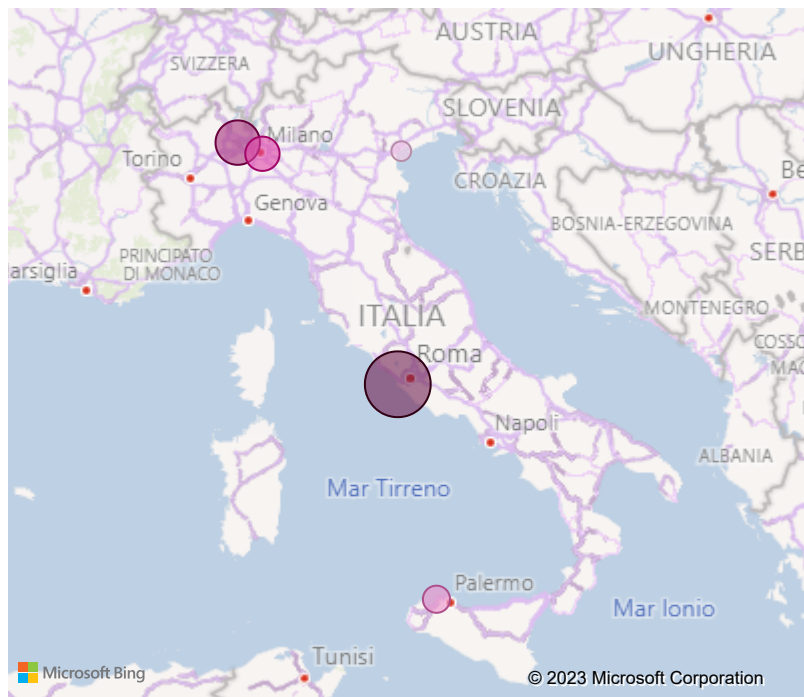 AUSTRIA
UNGHERIA
SVIZZERA
SLOVENIA
Milano
Torino
CROAZIA
Be
Genova
BOSNIA-ERZEGOVINA
PRINCIPATO
DI MONACO
SERB
arsiglia
MONTENEGRO
ITALIA
COSSO
Roma
MAC
Napoli
ALBANIA
Mar Tirreno
Palermo
Mar Ionio
Tunisi
Microsoft Bing
© 2023 Microsoft Corporation